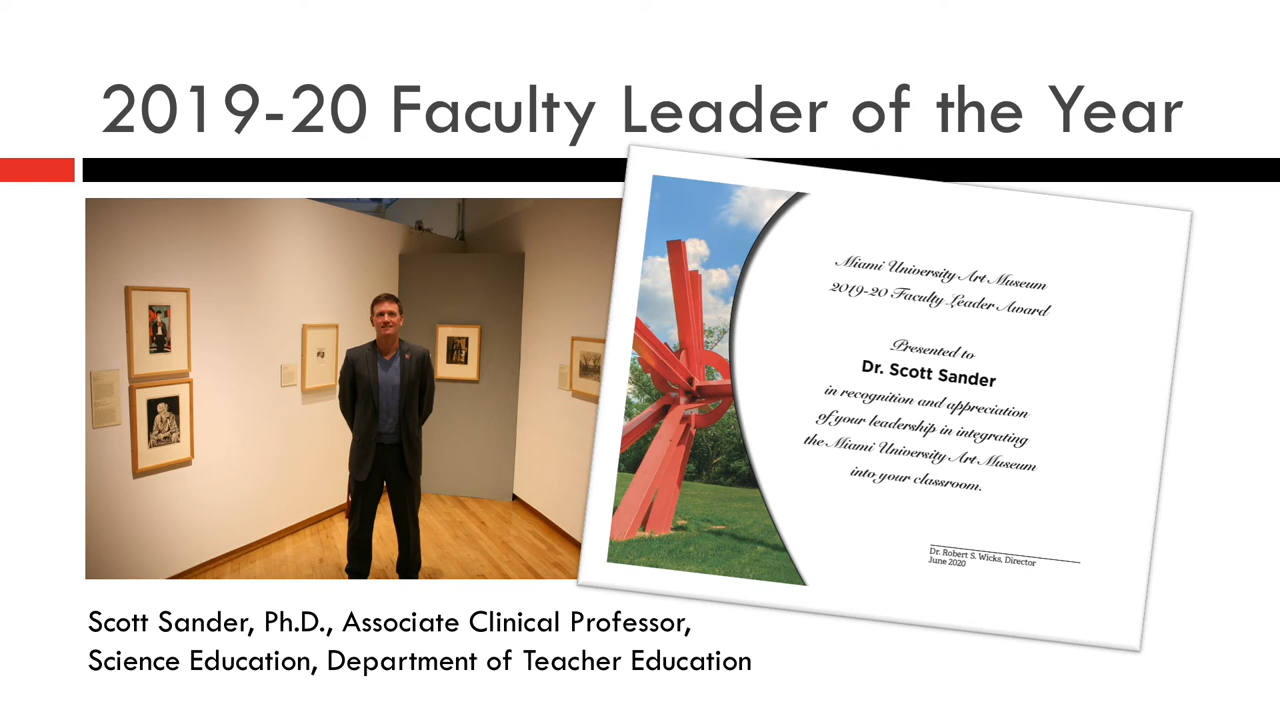 2019-20 Faculty Leader of the Year
Miami University Art Museum
2019-20 Faculty Leader Award
Presented to
Dr. Scott Sander
in recognition and appreciation
of your leadership in integrating
the Miami University Art Museum
into your classroom.
Dr. Robert S. Wicks, Director
June 2020
Scott Sander, Ph.D., Associate Clinical Professor,
Science Education, Department of Teacher Education